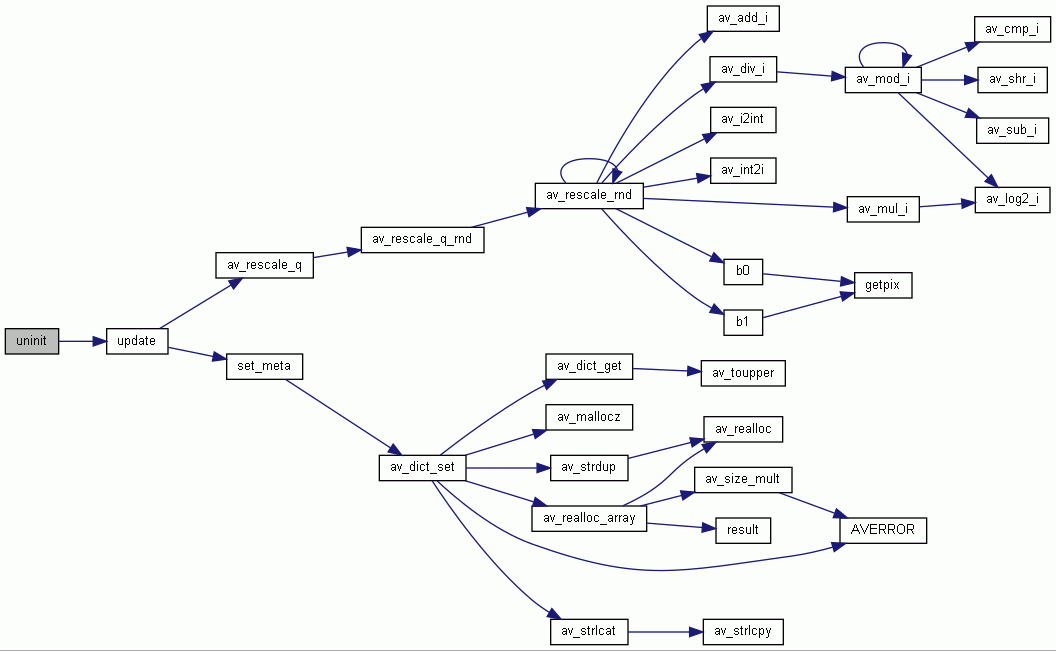 av_add_i
av_cmp_i
av_div_i
av_mod_i
av_shr_i
av_i2int
av_sub_i
av_int2i
av_rescale_rnd
av_log2_i
av_mul_i
av_rescale_q_rnd
av_rescale_q
b0
getpix
b1
uninit
update
set_meta
av_dict_get
av_toupper
av_mallocz
av_realloc
av_dict_set
av_strdup
av_size_mult
av_realloc_array
result
AVERROR
av_strlcat
av_strlcpy